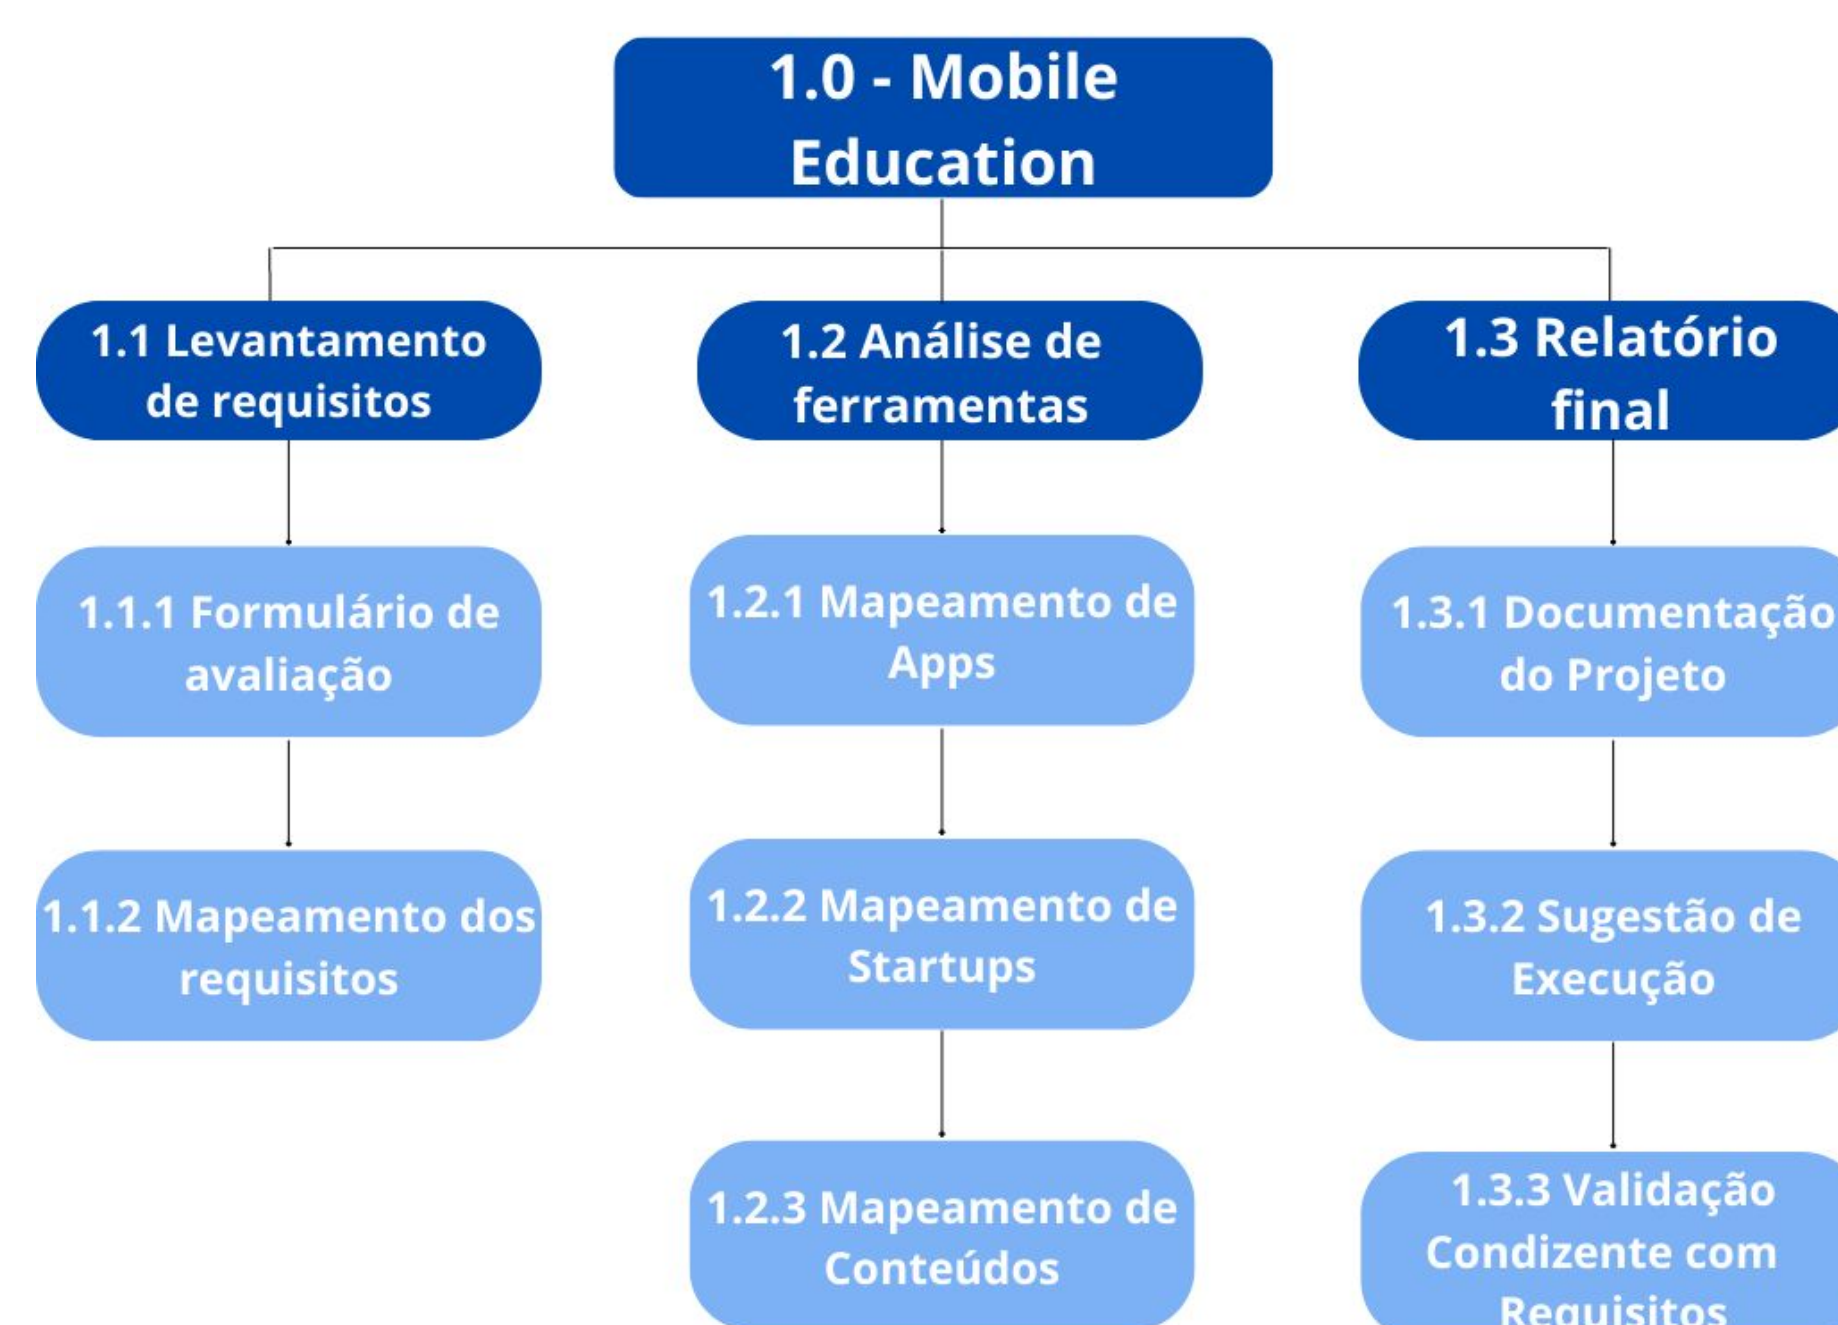 1.0 - Mobile
Education
1.1 Levantamento
de requisitos
1.2 Análise de
ferramentas
1.3 Relatório
final
1.1.1 Formulário de
avaliação
1.2.1 Mapeamento de
Apps
1.3.1 Documentação
do Projeto
1.1.2 Mapeamento dos
requisitos
1.2.2 Mapeamento de
Startups
1.3.2 Sugestão de
Execução
1.2.3 Mapeamento de
Conteúdos
1.3.3 Validação
Condizente com
Requisitos